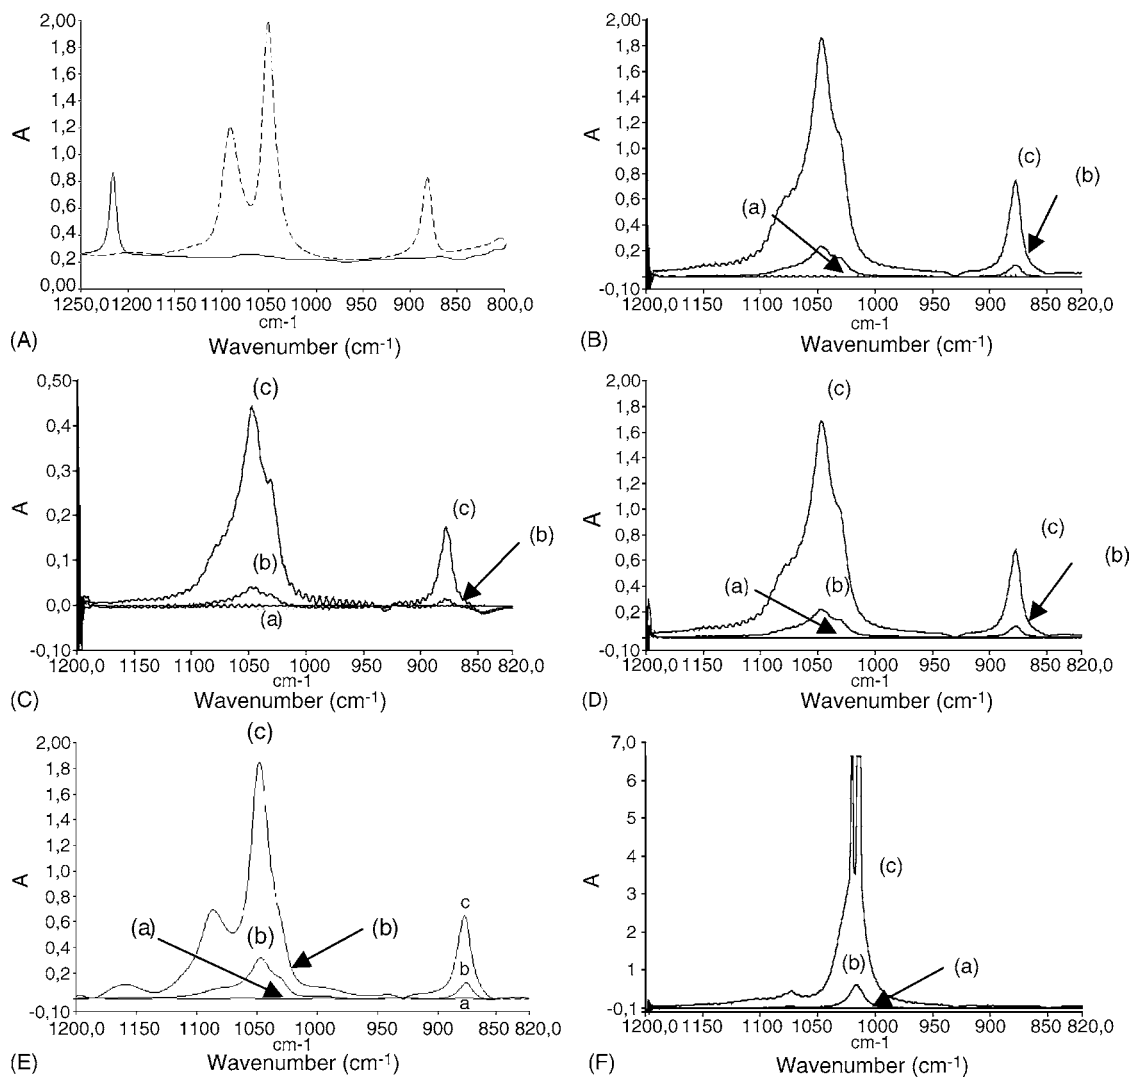 2,00
1,8
1,6
1,4
1,2
1,0
0,8
0,6
0,4
0,2
0,00
A
1250,0 1150 1100 1050 1000 950 900 850 800,0
cm-1
Wavenumber (cm-1)
(A)
2,00
1,8
1,6
1,4
1,2
1,0
0,8
0,6
0,4
0,2
-0,10
A
(a)
(c)
(b)
1200,0 1150 1100 1050 1000 950 900 850 820,0
cm-1
Wavenumber (cm-1)
(B)
0,50
0,4
0,3
0,2
0,1
0,0
-0,10
A
(c)
(c)
(b)
(b)
(a)
1200,0 1100 1050 1000 950 900 850 820,0
cm-1
Wavenumber (cm-1)
(C)
2,00
1,8
1,6
1,4
1,2
1,0
0,8
0,6
0,4
0,2
-0,10
A
(c)
(c)
(b)
(a)
(b)
1200,0 1150 1100 1050 1000 950 900 850 820,0
cm-1
Wavenumber (cm-1)
(D)
2,00
1,8
1,6
1,4
1,2
1,0
0,8
0,6
0,4
0,2
-0,10
A
(c)
c
(a)
(b)
(b)
b
a
1200,0 1100 1050 1000 950 900 850 820,0
cm-1
Wavenumber (cm-1)
(E)
7,0
6
5
4
3
2
1
-0,1
A
(c)
(b)
(a)
1200,0 1150 1100 1050 1000 950 900 850 820,0
cm-1
Wavenumber (cm-1)
(F)